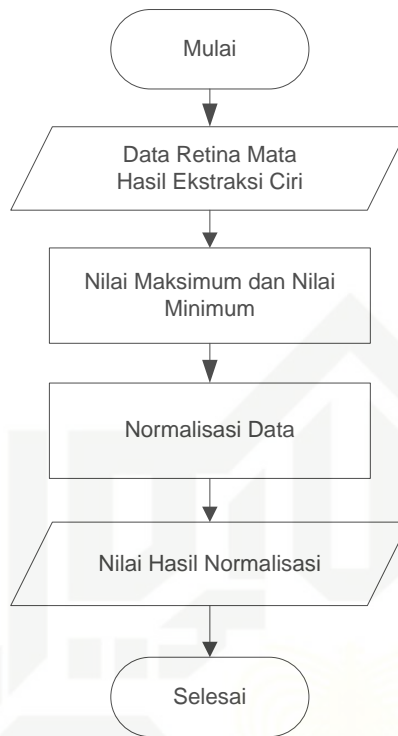 Mulai
Data Retina Mata
Hasil Ekstraksi Ciri
Nilai Maksimum dan Nilai
Minimum
Normalisasi Data
Nilai Hasil Normalisasi
Selesai